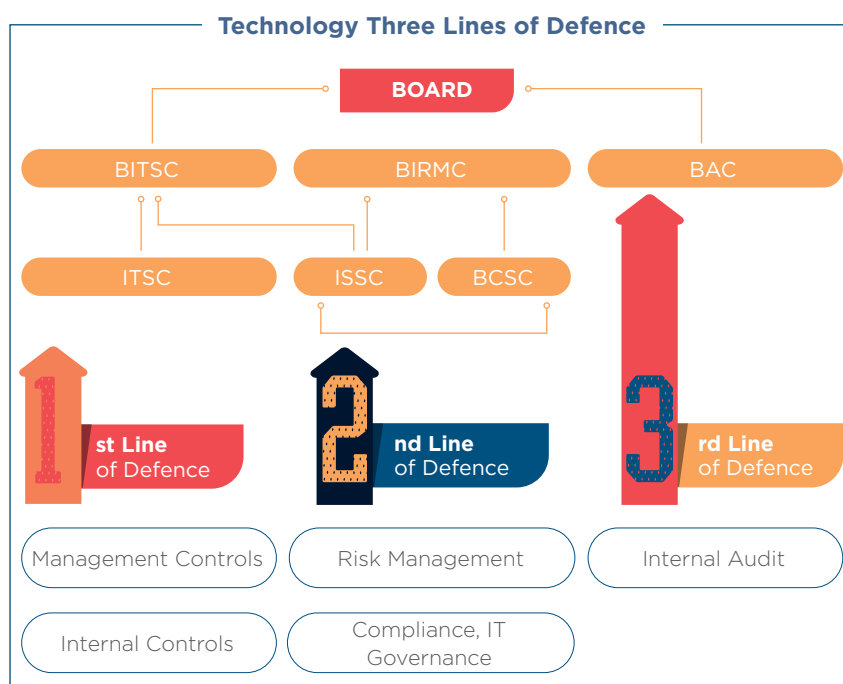 Technology Three Lines of Defence
BOARD
BITSC
BIRMC
BAC
ITSC
ISSC
BCSC
1
st Line
of Defence
2
nd Line
of Defence
3
rd Line
of Defence
Management Controls
Risk Management
Internal Audit
Internal Controls
Compliance, IT
Governance